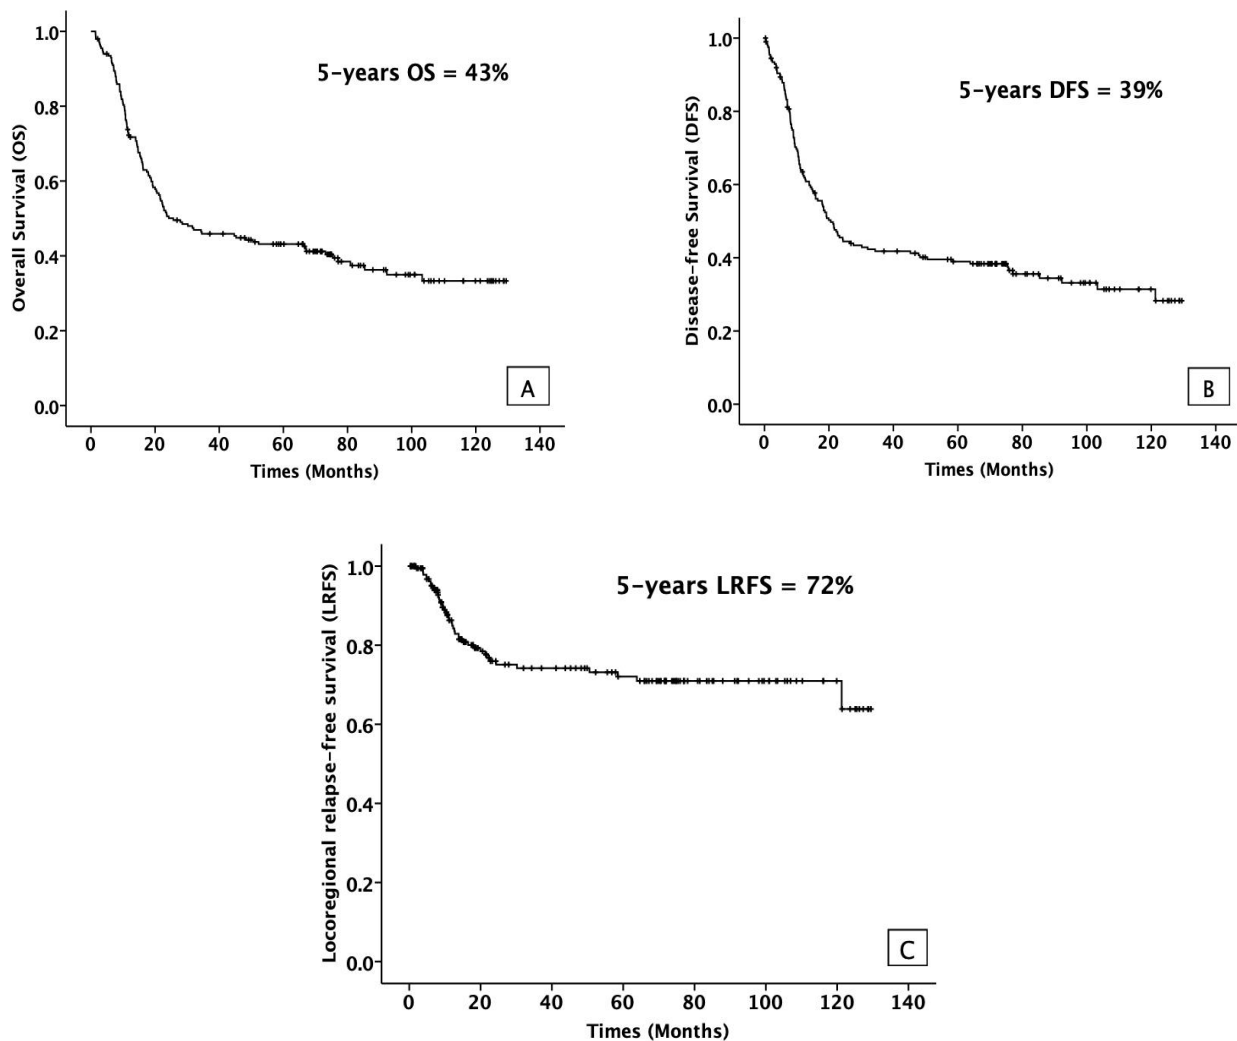 5-years OS = 43%
Overall Survival (OS)
1.0
0.8
0.6
0.4
0.2
0.0
0 20 40 60 80 100 120 140
Times (Months)
A
5-years DFS = 39%
Disease-free Survival (DFS)
1.0
0.8
0.6
0.4
0.2
0.0
0 20 40 60 80 100 120 140
Times (Months)
B
5-years LRFS = 72%
Locoregional relapse-free survival (LRFS)
1.0
0.8
0.6
0.4
0.2
0.0
0 20 40 60 80 100 120 140
Times (Months)
C